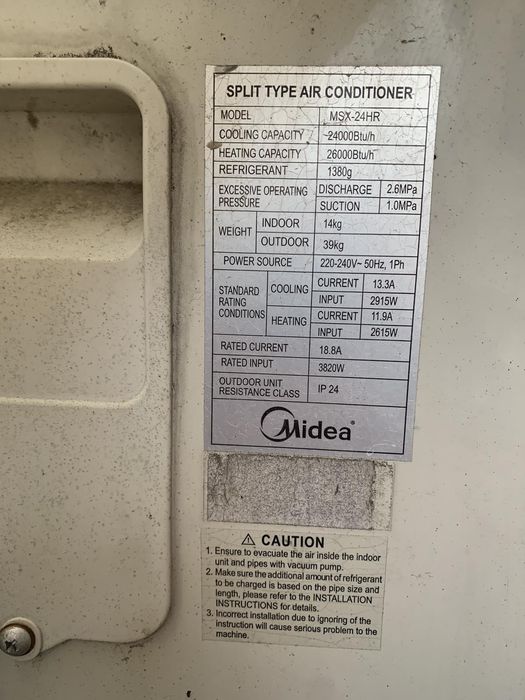 SPLIT TYPE AIR CONDITIONER
MODEL MSX-24HR
COOLING CAPACITY 24000Btu/h
HEATING CAPACITY 26000Btu/h
REFRIGERANT 1380g
EXCESSIVE OPERATING PRESSURE DISCHARGE 2.6MPa
SUCTION 1.0MPa
WEIGHT INDOOR 14kg
OUTDOOR 39kg
POWER SOURCE 220-240V~ 50Hz, 1Ph
STANDARD RATING CONDITIONS COOLING CURRENT 13.3A
INPUT 2915W
HEATING CURRENT 11.9A
INPUT 2615W
RATED CURRENT 18.8A
RATED INPUT 3820W
OUTDOOR UNIT RESISTANCE CLASS IP 24
Midea®
⚠ CAUTION
1. Ensure to evacuate the air inside the indoor
unit and pipes with vacuum pump.
2. Make sure the additional amount of refrigerant
to be charged is based on the pipe size and
length, please refer to the INSTALLATION
INSTRUCTIONS for details.
3. Incorrect installation due to ignoring of the
instruction will cause serious problem to the
machine.